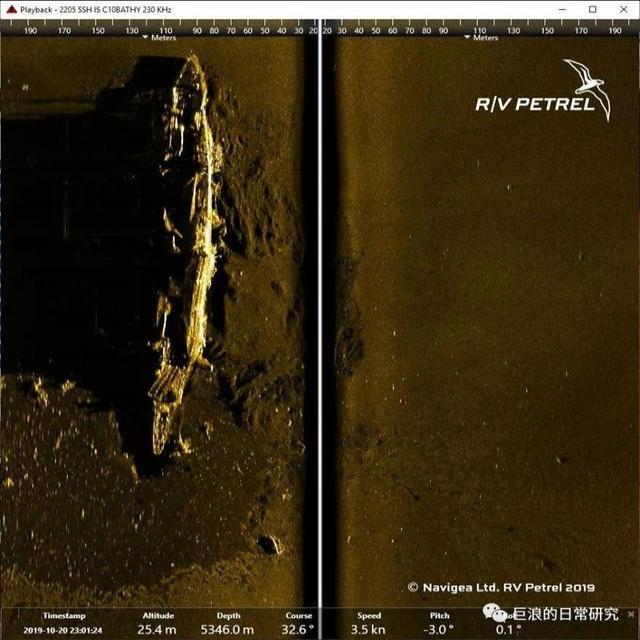 Playback - 2205 SSH IS C10BATHY 230 KHz
190 170 150 130 110 100 90 80 70 60 50 40 30 20 20 30 40 50 60 70 80 90 100 110 130 150 170 190
Meters Meters
R/V PETREL
© Navigea Ltd. RV Petrel 2019
Timestamp Altitude Depth Course Speed Pitch
2019-10-20 23:01:24 25.4 m 5346.0 m 32.6 ° 3.5 kn -3.0 ° 0.1 °
巨浪的日常研究